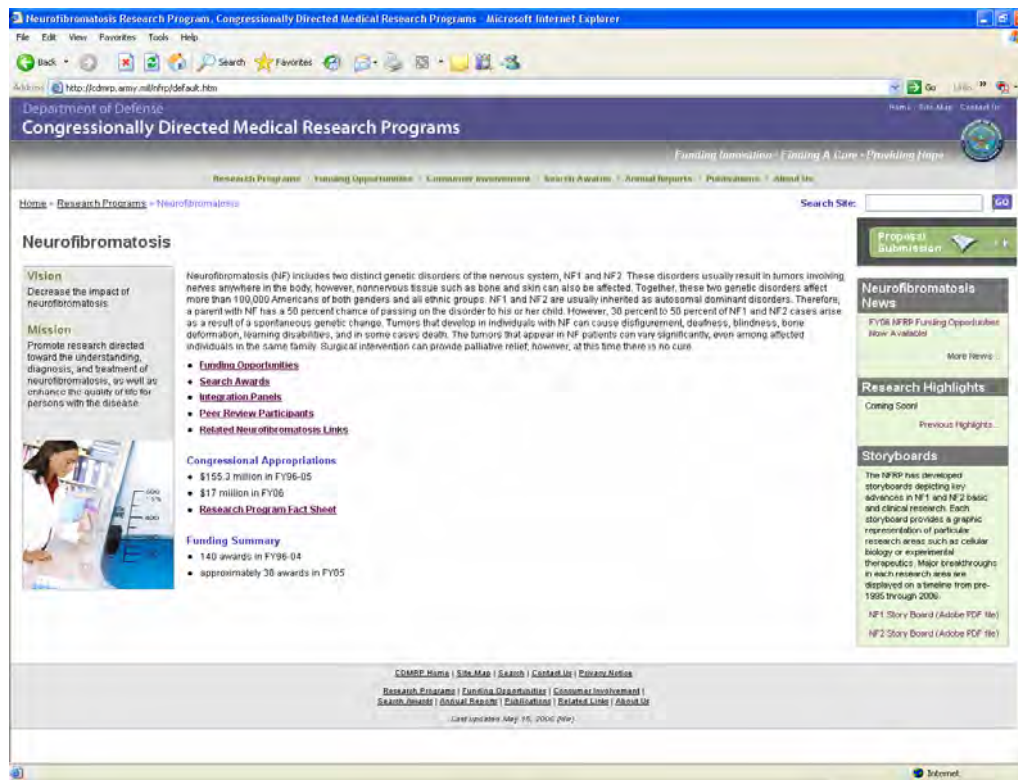 Neurofibromatosis Research Program, Congressionally Directed Medical Research Programs - Microsoft Internet Explorer
File Edit View Favorites Tools Help
Back Search Favorites
Address http://cdmrp.army.mil/nfrp/default.htm Go Links »
Department of Defense
Home Site Map Contact Us
Congressionally Directed Medical Research Programs
Funding Innovation - Finding A Cure - Providing Hope
Research Programs Funding Opportunities Consumer Involvement Search Awards Annual Reports Publications About Us
Home » Research Programs » Neurofibromatosis
Search Site: GO
Neurofibromatosis
Vision
Decrease the impact of
neurofibromatosis
Mission
Promote research directed
toward the understanding,
diagnosis, and treatment of
neurofibromatosis, as well as
enhance the quality of life for
persons with the disease
600
400
Neurofibromatosis (NF) includes two distinct genetic disorders of the nervous system, NF1 and NF2. These disorders usually result in tumors involving
nerves anywhere in the body, however, nonnervous tissue such as bone and skin can also be affected. Together, these two genetic disorders affect
more than 100,000 Americans of both genders and all ethnic groups. NF1 and NF2 are usually inherited as autosomal dominant disorders. Therefore,
a parent with NF has a 50 percent chance of passing on the disorder to his or her child. However, 30 percent to 50 percent of NF1 and NF2 cases arise
as a result of a spontaneous genetic change. Tumors that develop in individuals with NF can cause disfigurement, deafness, blindness, bone
deformation, learning disabilities, and in some cases death. The tumors that appear in NF patients can vary significantly, even among affected
individuals in the same family. Surgical intervention can provide palliative relief, however, at this time there is no cure.
• Funding Opportunities
• Search Awards
• Integration Panels
• Peer Review Participants
• Related Neurofibromatosis Links
Congressional Appropriations
• $155.3 million in FY96-05
• $17 million in FY06
• Research Program Fact Sheet
Funding Summary
• 140 awards in FY96-04
• approximately 38 awards in FY05
Proposal
Submission
Neurofibromatosis
News
FY06 NFRP Funding Opportunities
Now Available!
More News...
Research Highlights
Coming Soon!
Previous Highlights...
Storyboards
The NFRP has developed
storyboards depicting key
advances in NF1 and NF2 basic
and clinical research. Each
storyboard provides a graphic
representation of particular
research areas such as cellular
biology or experimental
therapeutics. Major breakthroughs
in each research area are
displayed on a timeline from pre-
1995 through 2006.
NF1 Story Board (Adobe PDF file)
NF2 Story Board (Adobe PDF file)
CDMRP Home | Site Map | Search | Contact Us | Privacy Notice
Research Programs | Funding Opportunities | Consumer Involvement |
Search Awards | Annual Reports | Publications | Related Links | About Us
Last updated May 15, 2006
Internet